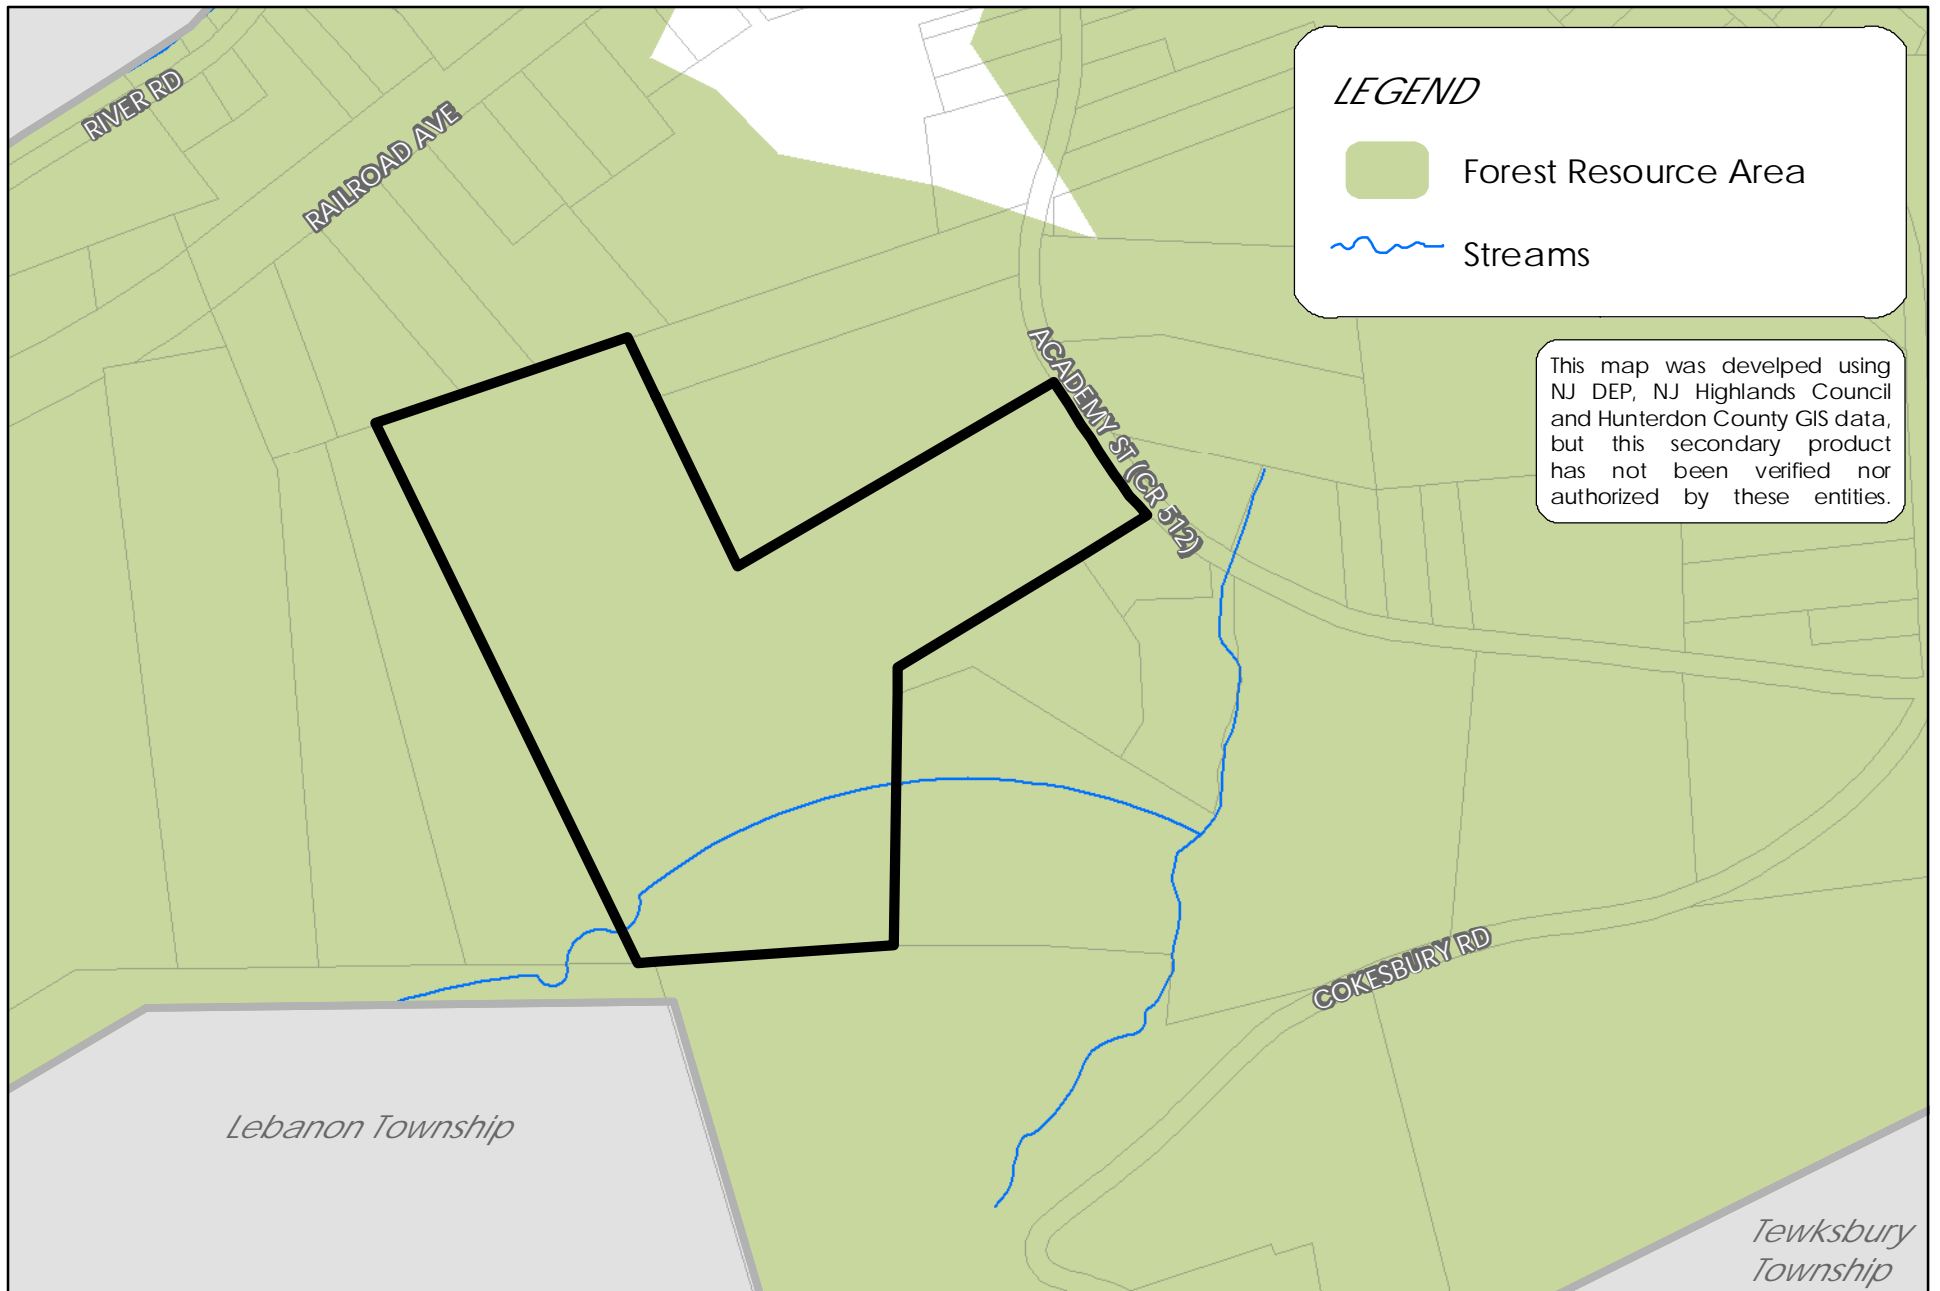 RIVER RD
RAILROAD AVE
LEGEND
Forest Resource Area
Streams
This map was develped using
NJ DEP, NJ Highlands Council
and Hunterdon County GIS data,
but this secondary product
has not been verified nor
authorized by these entities.
ACADEMY ST (CR 512)
COKESBURY RD
Lebanon Township
Tewksbury
Township